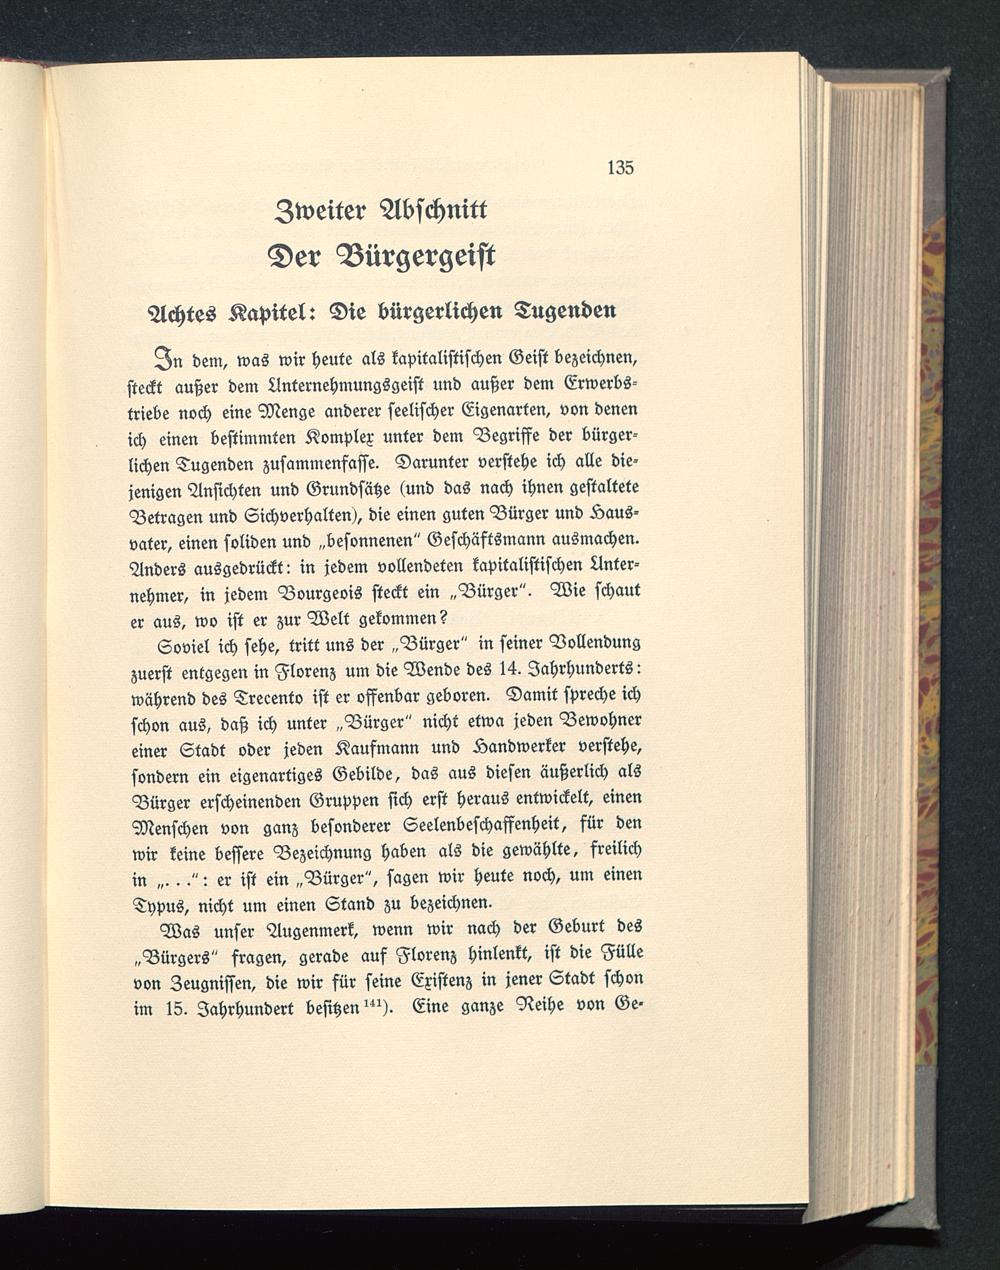 135
Zweiter Abschnitt
Der Bürgergeist
Achtes Kapitel: Die bürgerlichen Tugenden
In dem, was wir heute als kapitalistischen Geist bezeichnen,
steckt außer dem Unternehmungsgeist und außer dem Erwerbs-
triebe noch eine Menge anderer seelischer Eigenarten, von denen
ich einen bestimmten Komplex unter dem Begriffe der bürger-
lichen Tugenden zusammenfasse. Darunter verstehe ich alle die-
jenigen Ansichten und Grundsätze (und das nach ihnen gestaltete
Betragen und Sichverhalten), die einen guten Bürger und Haus-
vater, einen soliden und „besonnenen“ Geschäftsmann ausmachen.
Anders ausgedrückt: in jedem vollendeten kapitalistischen Unter-
nehmer, in jedem Bourgeois steckt ein „Bürger“. Wie schaut
er aus, wo ist er zur Welt gekommen?
Soviel ich sehe, tritt uns der „Bürger“ in seiner Vollendung
zuerst entgegen in Florenz um die Wende des 14. Jahrhunderts:
während des Trecento ist er offenbar geboren. Damit spreche ich
schon aus, daß ich unter „Bürger“ nicht etwa jeden Bewohner
einer Stadt oder jeden Kaufmann und Handwerker verstehe,
sondern ein eigenartiges Gebilde, das aus diesen äußerlich als
Bürger erscheinenden Gruppen sich erst heraus entwickelt, einen
Menschen von ganz besonderer Seelenbeschaffenheit, für den
wir keine bessere Bezeichnung haben als die gewählte, freilich
in „. . .“: er ist ein „Bürger“, sagen wir heute noch, um einen
Typus, nicht um einen Stand zu bezeichnen.
Was unser Augenmerk, wenn wir nach der Geburt des
„Bürgers“ fragen, gerade auf Florenz hinlenkt, ist die Fülle
von Zeugnissen, die wir für seine Existenz in jener Stadt schon
im 15. Jahrhundert besitzen ¹⁴¹). Eine ganze Reihe von Ge-